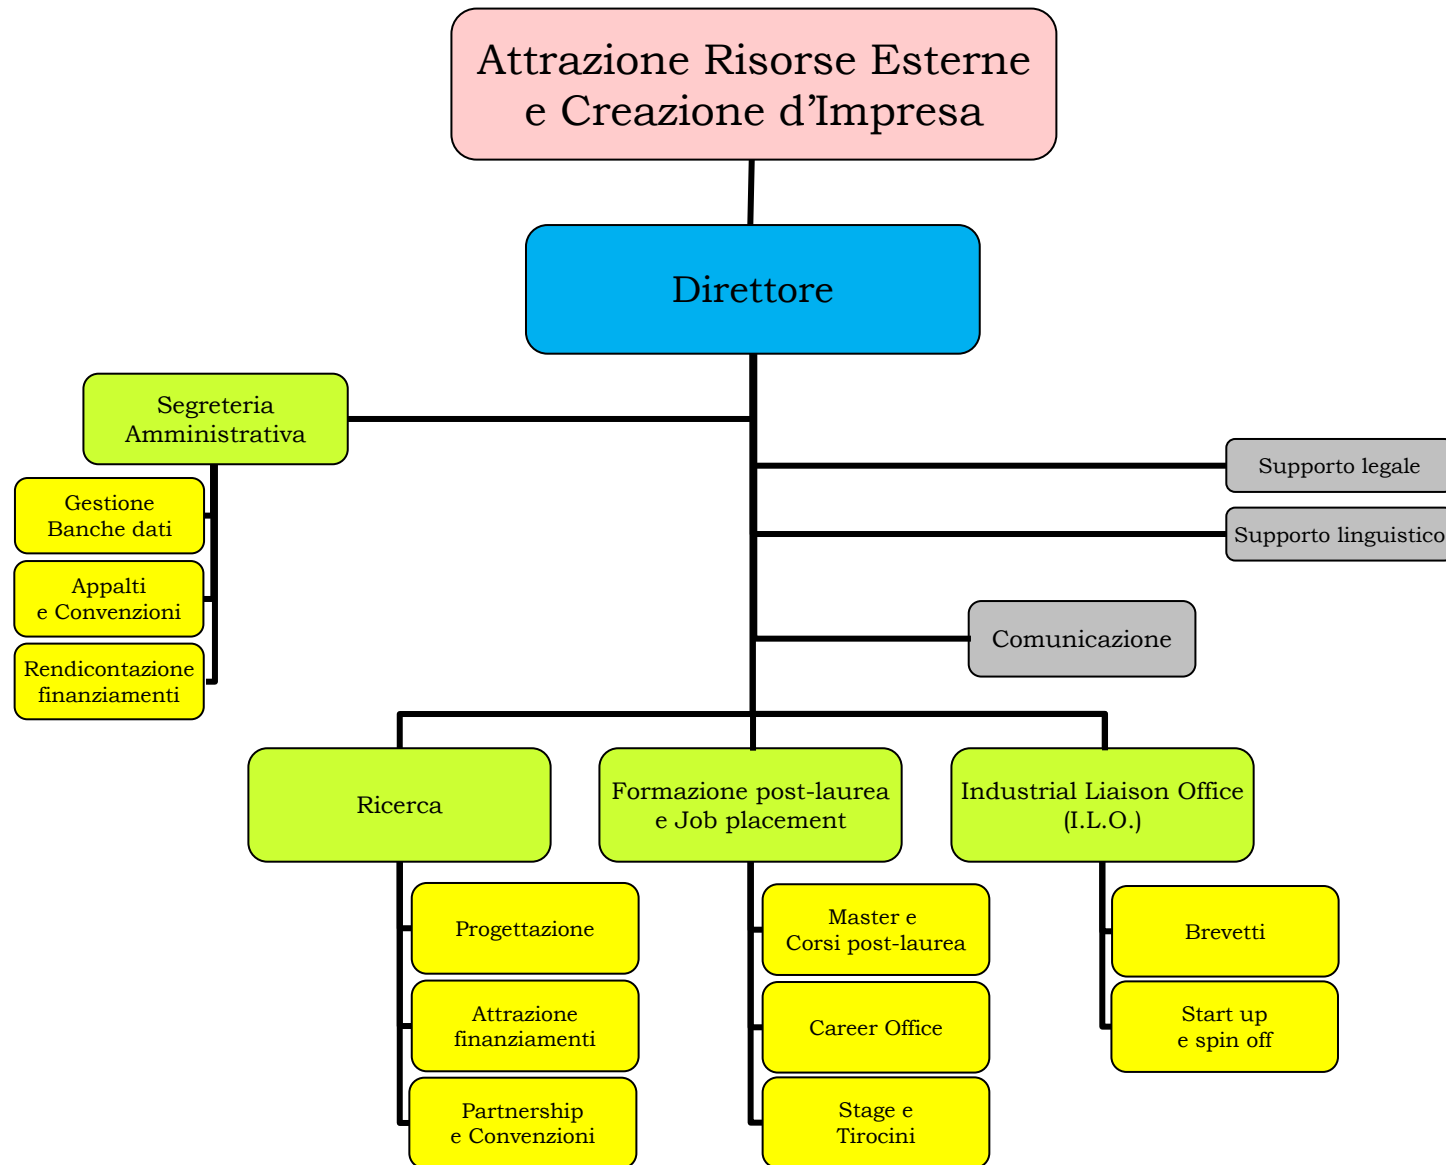 Attrazione Risorse Esterne
e Creazione d’Impresa
Direttore
Segreteria
Amministrativa
Supporto legale
Gestione
Banche dati
Supporto linguistico
Appalti
e Convenzioni
Comunicazione
Rendicontazione
finanziamenti
Ricerca
Formazione post-laurea
e Job placement
Industrial Liaison Office
(I.L.O.)
Progettazione
Attrazione
finanziamenti
Partnership
e Convenzioni
Master e
Corsi post-laurea
Career Office
Stage e
Tirocini
Brevetti
Start up
e spin off